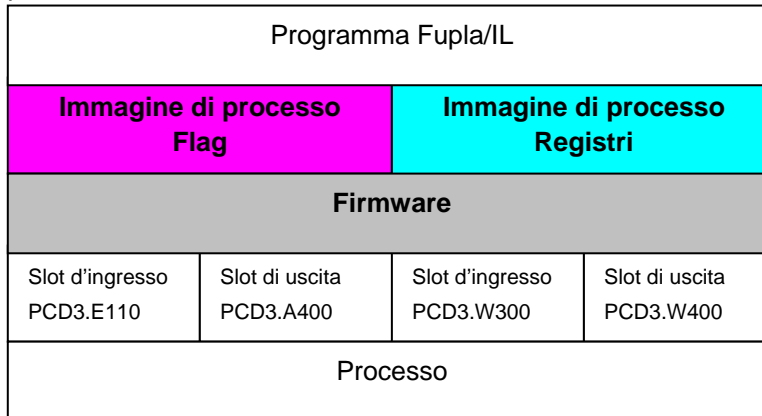 Programma Fupla/IL
Immagine di processo
Flag
Immagine di processo
Registri
Firmware
Slot d'ingresso
PCD3.E110
Slot di uscita
PCD3.A400
Slot d'ingresso
PCD3.W300
Slot di uscita
PCD3.W400
Processo